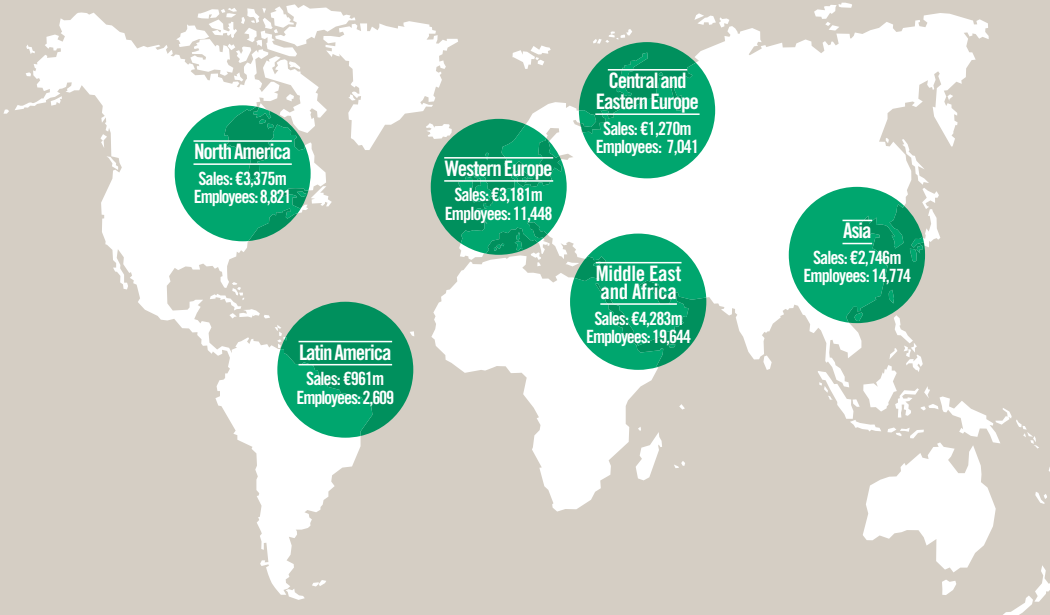 North America
Sales: €3,375m
Employees: 8,821
Western Europe
Sales: €3,181m
Employees: 11,448
Central and
Eastern Europe
Sales: €1,270m
Employees: 7,041
Asia
Sales: €2,746m
Employees: 14,774
Middle East
and Africa
Sales: €4,283m
Employees: 19,644
Latin America
Sales: €961m
Employees: 2,609